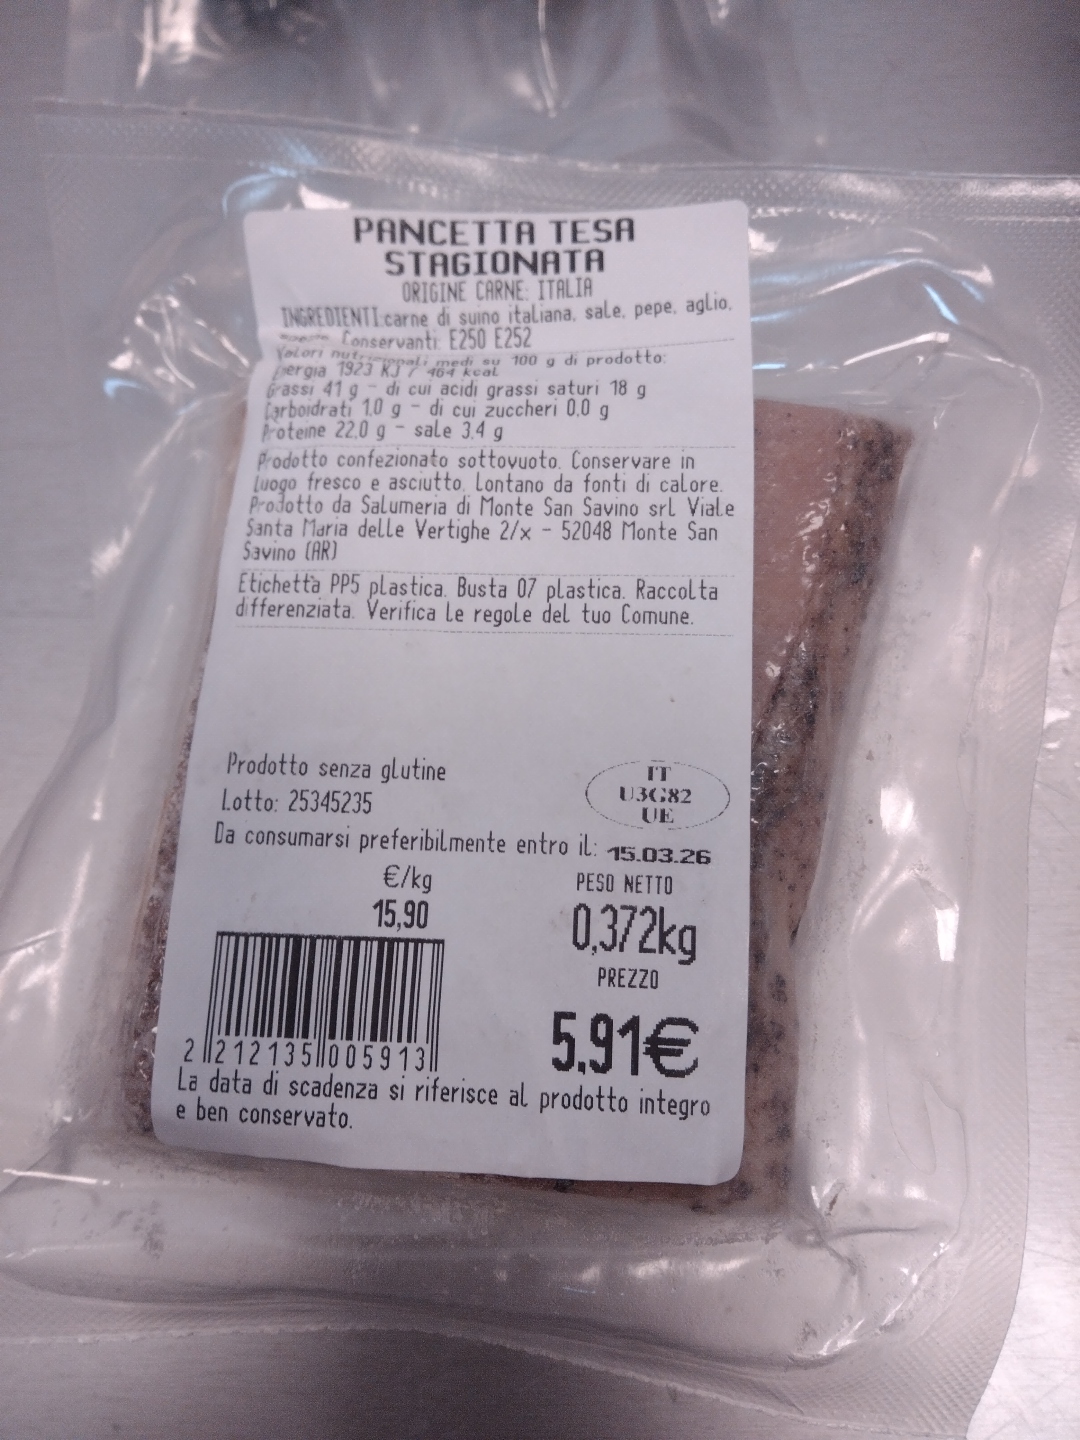 PANCETTA TESA
STAGIONATA
ORIGINE CARNE: ITALIA
INGREDIENTI:carne di suino italiana, sale, pepe, aglio.
Conservanti: E250 E252
Valori nutrizionali medi su 100 g di prodotto:
Energia 1923 KJ / 464 kcal
Grassi 41 g - di cui acidi grassi saturi 18 g
Carboidrati 1,0 g - di cui zuccheri 0,0 g
Proteine 22,0 g - sale 3,4 g
Prodotto confezionato sottovuoto. Conservare in
Luogo fresco e asciutto. Lontano da fonti di calore.
Prodotto da Salumeria di Monte San Savino srl Viale
Santa Maria delle Vertighe 2/x - 52048 Monte San
Savino (AR)
Etichetta PP5 plastica. Busta 07 plastica. Raccolta
differenziata. Verifica le regole del tuo Comune.
Prodotto senza glutine
Lotto: 25345235
IT
U3G82
UE
Da consumarsi preferibilmente entro il: 15.03.26
€/kg
15,90
PESO NETTO
0,372kg
PREZZO
5.91€
2 212135 005913
La data di scadenza si riferisce al prodotto integro
e ben conservato.